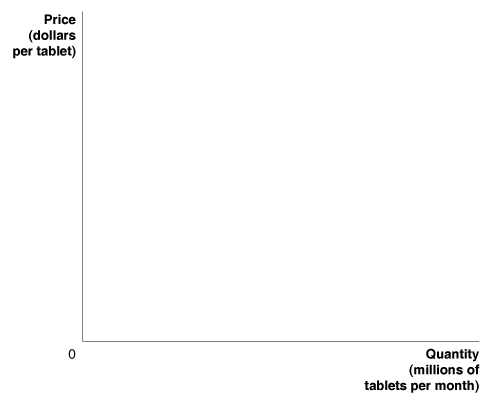 Price
(dollars
per tablet)
0
Quantity
(millions of
tablets per month)